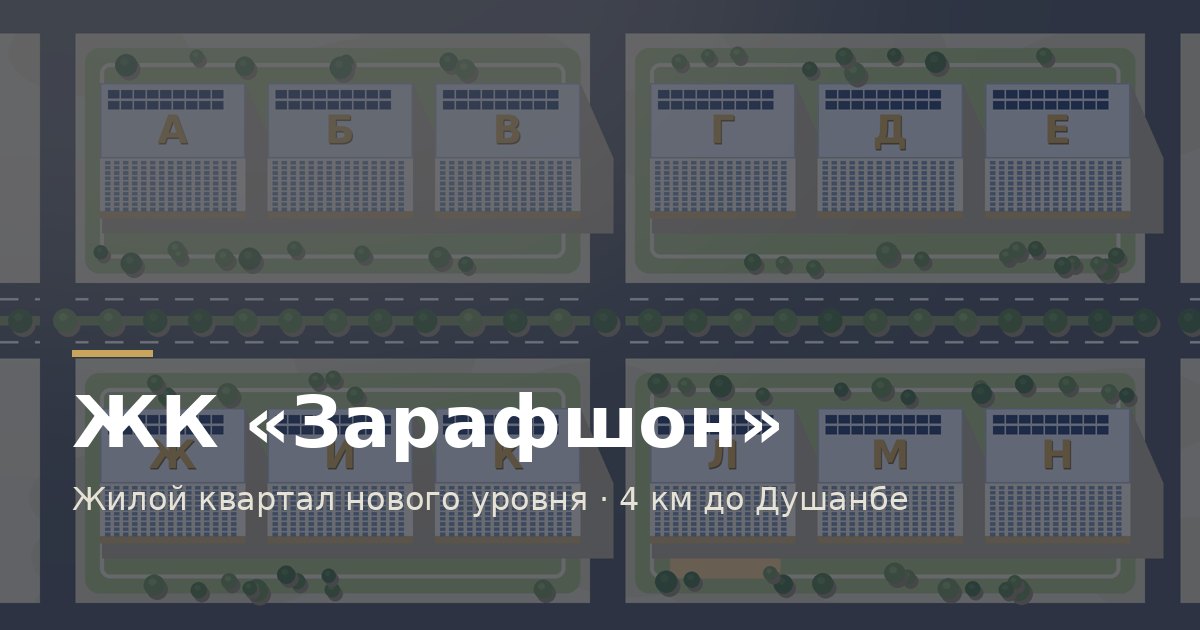 А Б В Г Д Е
ЖК «Зарафшон»
Ж И К Л М Н
Жилой квартал нового уровня · 4 км до Душанбе